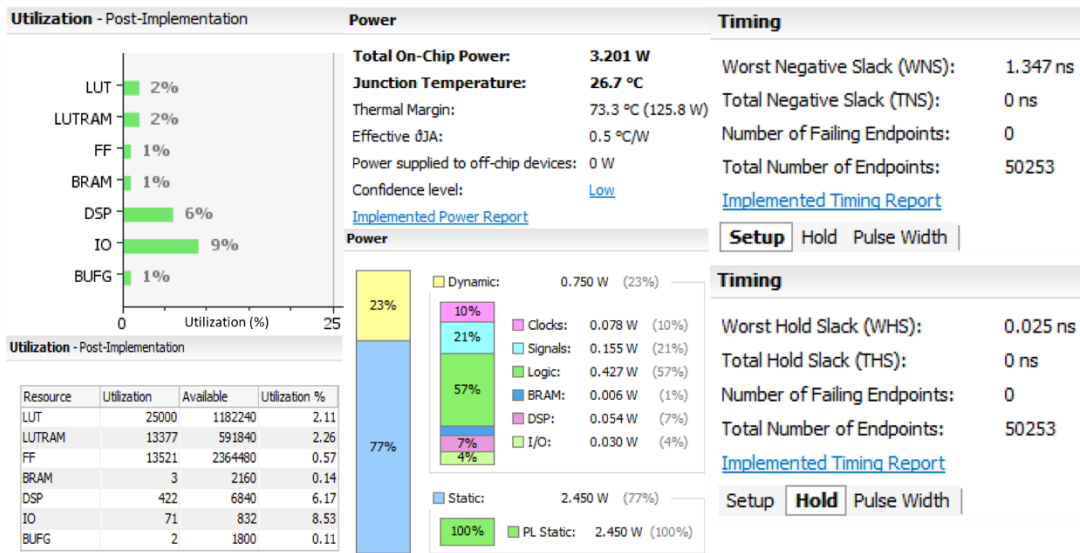 Utilization - Post-Implementation
LUT 2%
LUTRAM 2%
FF 1%
BRAM 1%
DSP 6%
IO 9%
BUFG 1%
0 25
Utilization (%)
Utilization - Post-Implementation
Resource Utilization Available Utilization %
LUT 25000 1182240 2.11
LUTRAM 13377 591840 2.26
FF 13521 2364480 0.57
BRAM 3 2160 0.14
DSP 422 6840 6.17
IO 71 832 8.53
BUFG 2 1800 0.11
Power
Total On-Chip Power: 3.201 W
Junction Temperature: 26.7 °C
Thermal Margin: 73.3 °C (125.8 W)
Effective ϑJA: 0.5 °C/W
Power supplied to off-chip devices: 0 W
Confidence level: Low
Implemented Power Report
Power
23%
77%
Dynamic: 0.750 W (23%)
10%
21%
57%
7%
4%
Clocks: 0.078 W (10%)
Signals: 0.155 W (21%)
Logic: 0.427 W (57%)
BRAM: 0.006 W (1%)
DSP: 0.054 W (7%)
I/O: 0.030 W (4%)
Static: 2.450 W (77%)
100%
PL Static: 2.450 W (100%)
Timing
Worst Negative Slack (WNS): 1.347 ns
Total Negative Slack (TNS): 0 ns
Number of Failing Endpoints: 0
Total Number of Endpoints: 50253
Implemented Timing Report
Setup Hold Pulse Width
Timing
Worst Hold Slack (WHS): 0.025 ns
Total Hold Slack (THS): 0 ns
Number of Failing Endpoints: 0
Total Number of Endpoints: 50253
Implemented Timing Report
Setup Hold Pulse Width